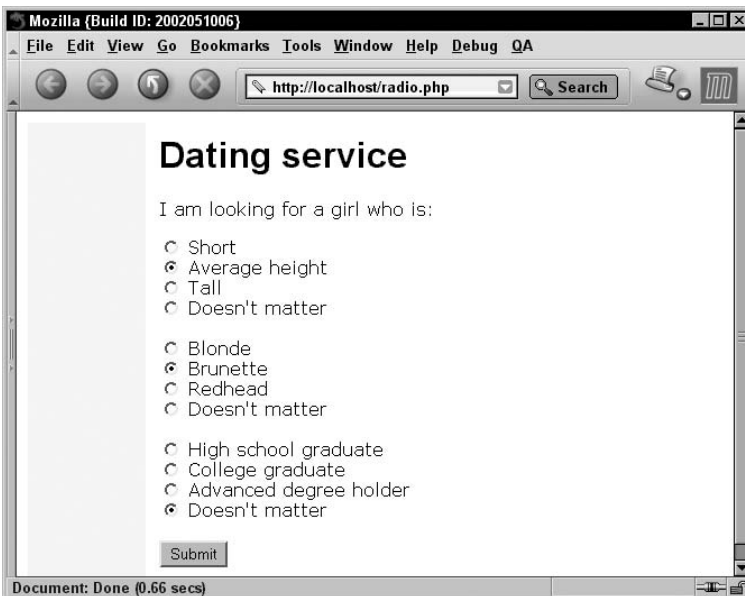 Mozilla {Build ID: 2002051006}
File Edit View Go Bookmarks Tools Window Help Debug QA
http://localhost/radio.php Search
Dating service
I am looking for a girl who is:
Short
Average height
Tall
Doesn't matter
Blonde
Brunette
Redhead
Doesn't matter
High school graduate
College graduate
Advanced degree holder
Doesn't matter
Submit
Document: Done (0.66 secs)